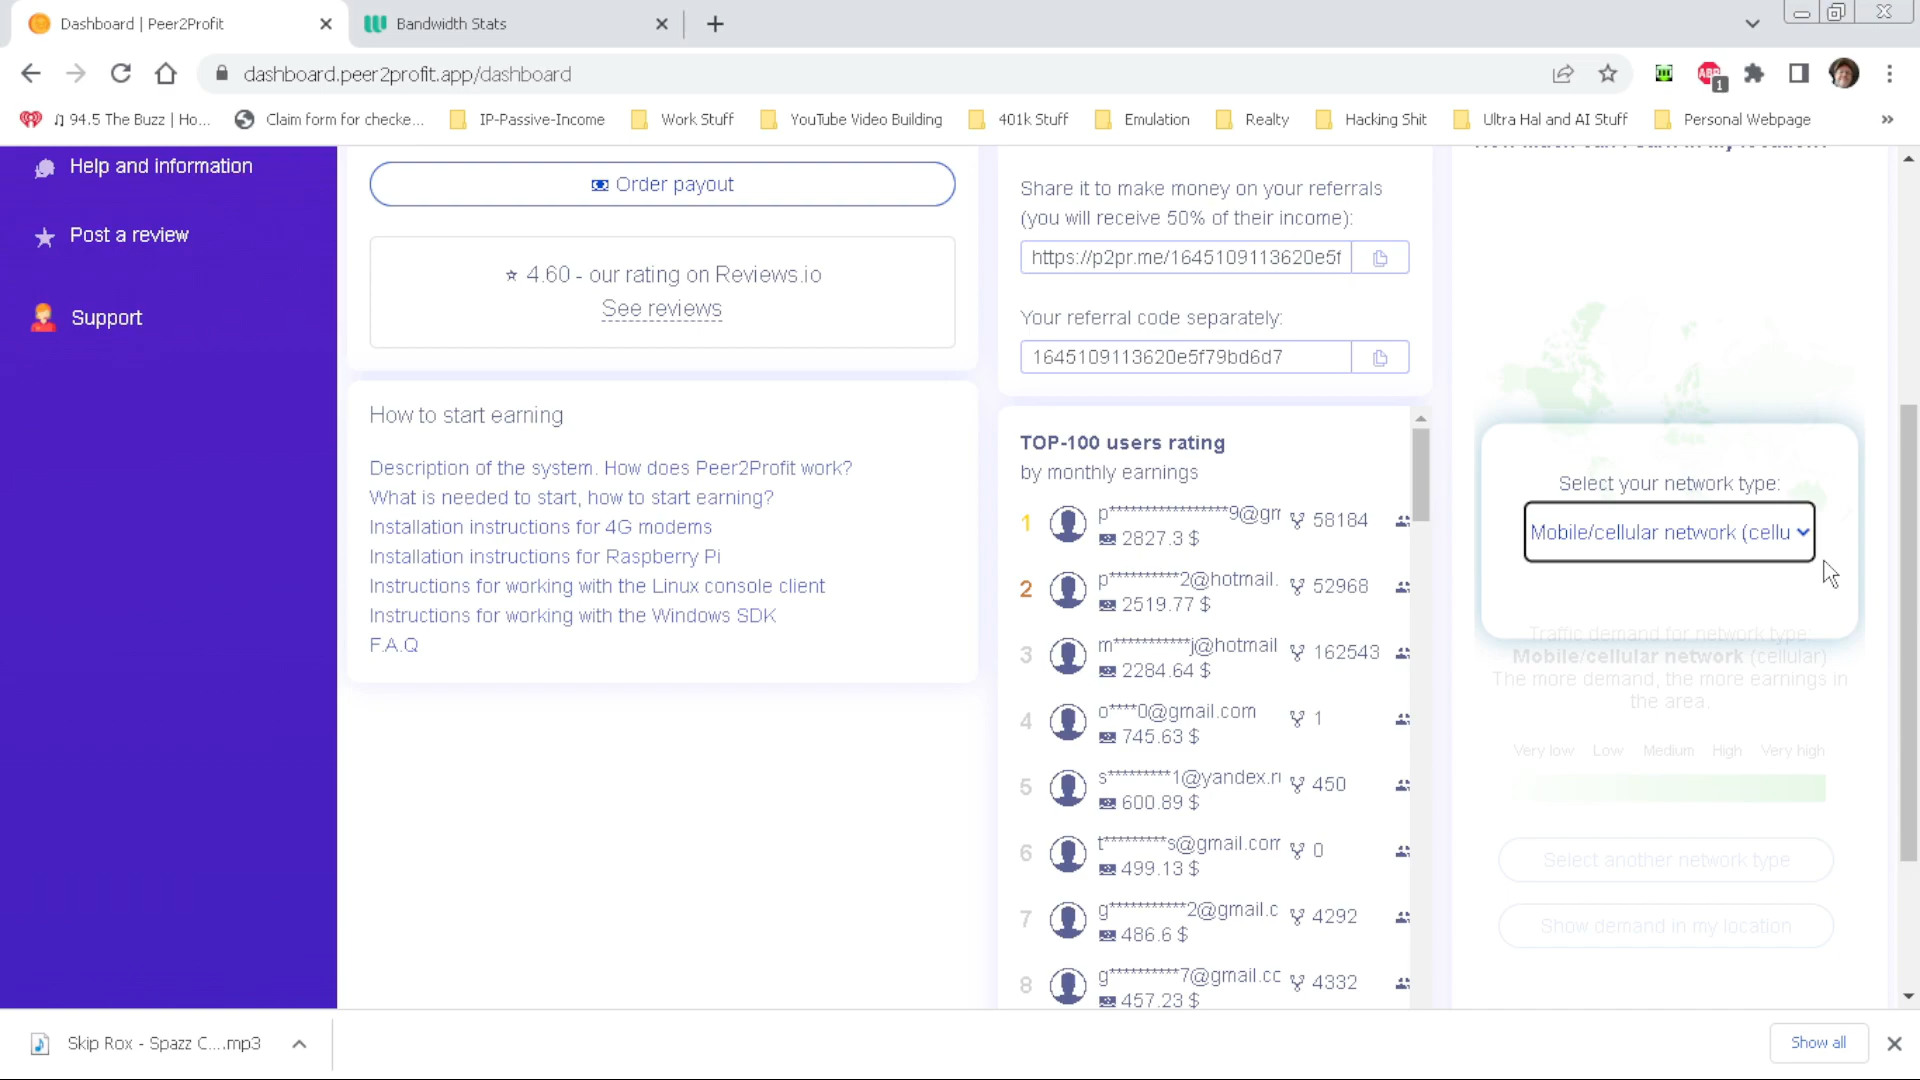 Dashboard | Peer2Profit
Bandwidth Stats
dashboard.peer2profit.app/dashboard
ABP
1
♫ 94.5 The Buzz | Ho...
Claim form for checke...
IP-Passive-Income
Work Stuff
YouTube Video Building
401k Stuff
Emulation
Realty
Hacking Shit
Ultra Hal and AI Stuff
Personal Webpage
»
Help and information
Post a review
Support
Order payout
4.60 - our rating on Reviews.io
See reviews
How to start earning
Description of the system. How does Peer2Profit work?
What is needed to start, how to start earning?
Installation instructions for 4G modems
Installation instructions for Raspberry Pi
Instructions for working with the Linux console client
Instructions for working with the Windows SDK
F.A.Q
Share it to make money on your referrals
(you will receive 50% of their income):
https://p2pr.me/1645109113620e5f
Your referral code separately:
1645109113620e5f79bd6d7
TOP-100 users rating
by monthly earnings
1 p*****************9@gm 58184
2827.3 $
2 p**********2@hotmail. 52968
2519.77 $
3 m***********j@hotmail 162543
2284.64 $
4 o****0@gmail.com 1
745.63 $
5 s*********1@yandex.r 450
600.89 $
6 t*********s@gmail.com 0
499.13 $
7 g***********2@gmail.c 4292
486.6 $
8 g**********7@gmail.cc 4332
457.23 $
How much can I earn in my location?
Select your network type:
Mobile/cellular network (cellu
Traffic demand for network type:
Mobile/cellular network (cellular)
The more demand, the more earnings in
the area.
Very low Low Medium High Very high
Select another network type
Show demand in my location
Skip Rox - Spazz C....mp3
Show all